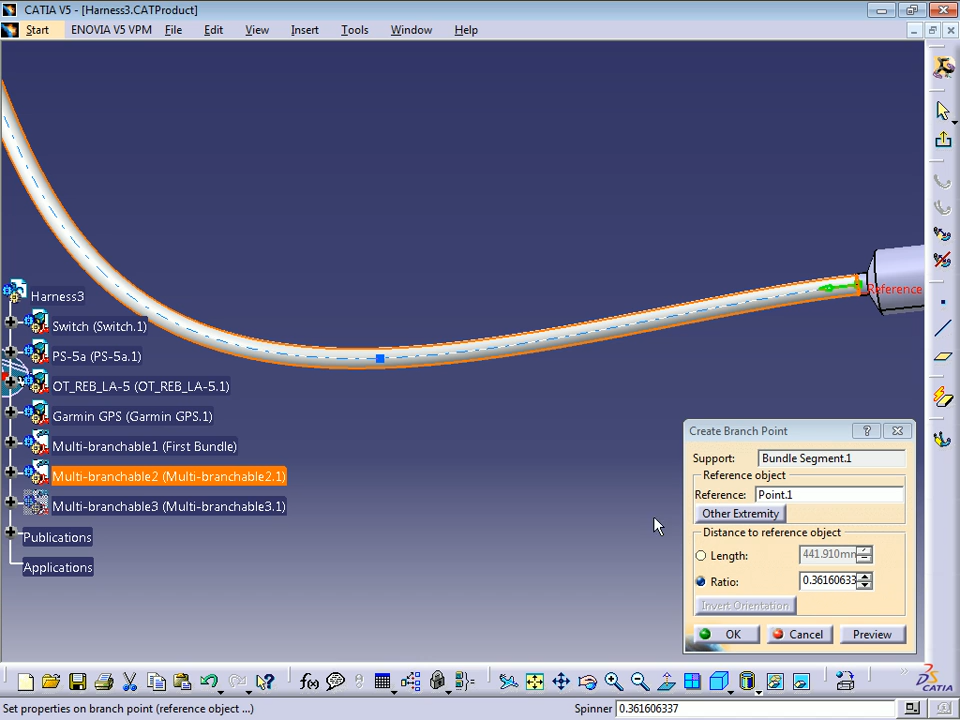 CATIA V5 - [Harness3.CATProduct]
Start ENOVIA V5 VPM File Edit View Insert Tools Window Help
Reference
Harness3
Switch (Switch.1)
PS-5a (PS-5a.1)
OT_REB_LA-5 (OT_REB_LA-5.1)
Garmin GPS (Garmin GPS.1)
Multi-branchable1 (First Bundle)
Multi-branchable2 (Multi-branchable2.1)
Multi-branchable3 (Multi-branchable3.1)
Publications
Applications
Create Branch Point
Support: Bundle Segment.1
Reference object
Reference: Point.1
Other Extremity
Distance to reference object
Length: 441.910mm
Ratio: 0.36160633
Invert Orientation
OK Cancel Preview
f(x)
CATIA
Set properties on branch point (reference object ...) Spinner 0.361606337